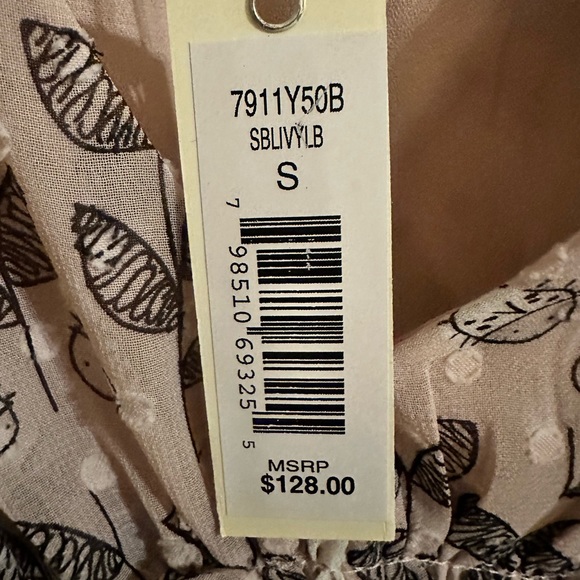 7911Y50B
SBLIVYLB
S
7 98510 69325 5
MSRP
$128.00